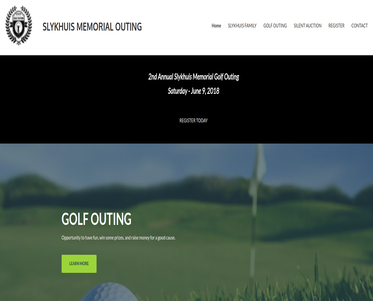 SLYKHUIS MEMORIAL OUTING
Home SLYKHUIS FAMILY GOLF OUTING SILENT AUCTION REGISTER CONTACT
2nd Annual Slykhuis Memorial Golf Outing
Saturday - June 9, 2018
REGISTER TODAY
GOLF OUTING
Opportunity to have fun, win some prizes, and raise money for a good cause.
LEARN MORE